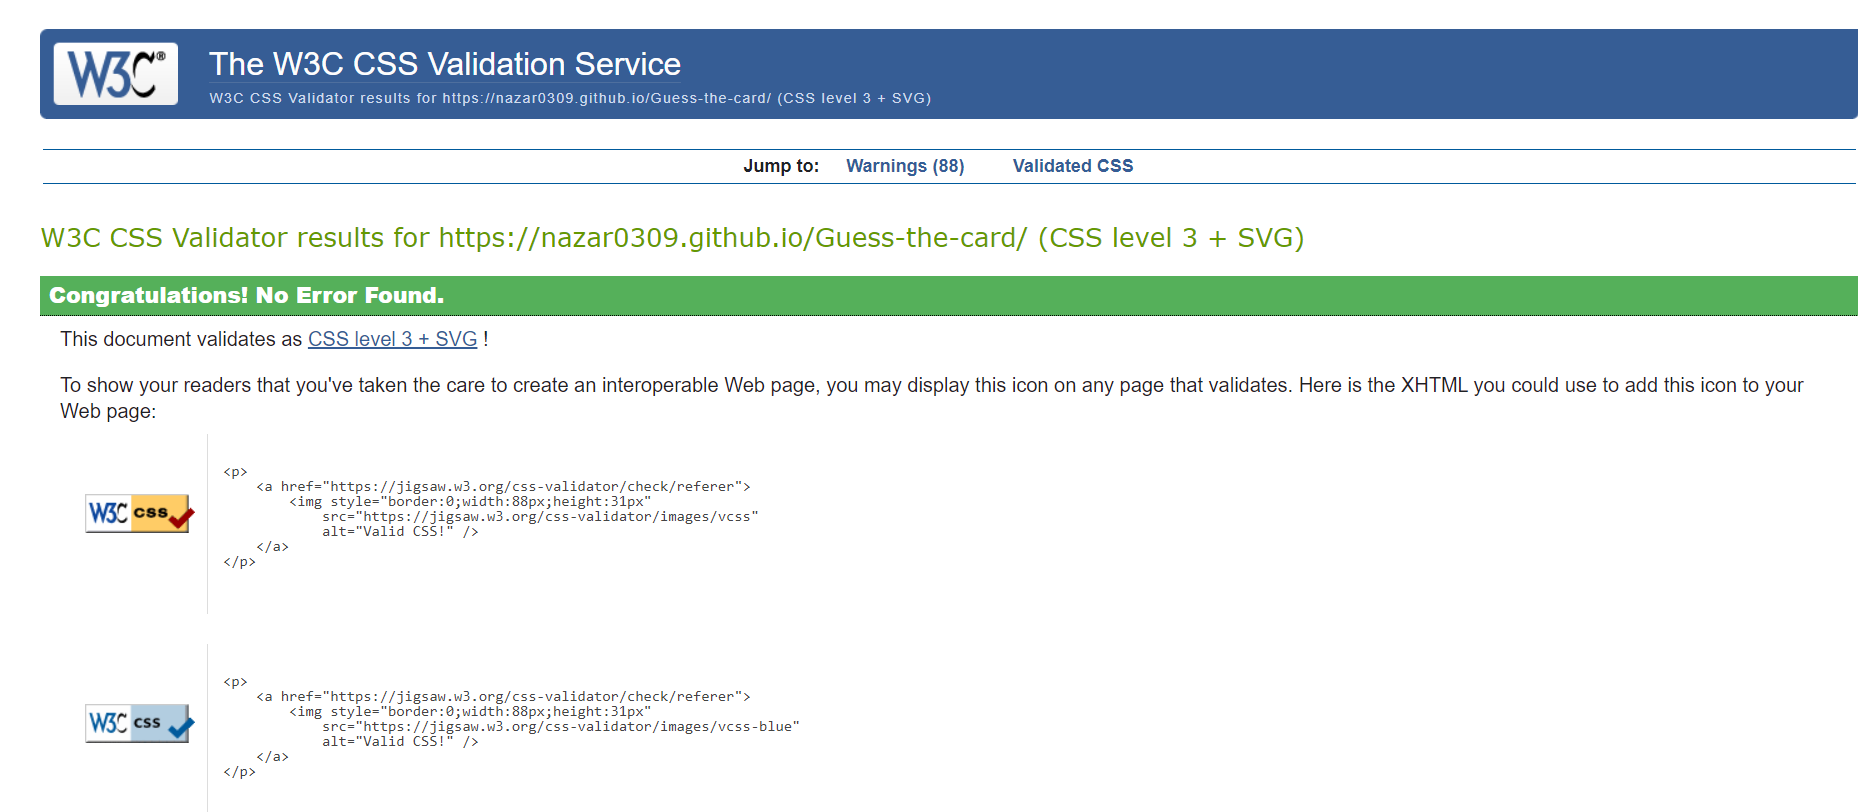 W3C®
The W3C CSS Validation Service
W3C CSS Validator results for https://nazar0309.github.io/Guess-the-card/ (CSS level 3 + SVG)
Jump to: Warnings (88) Validated CSS
W3C CSS Validator results for https://nazar0309.github.io/Guess-the-card/ (CSS level 3 + SVG)
Congratulations! No Error Found.
This document validates as CSS level 3 + SVG !
To show your readers that you've taken the care to create an interoperable Web page, you may display this icon on any page that validates. Here is the XHTML you could use to add this icon to your
Web page:
W3C css
<p>
<a href="https://jigsaw.w3.org/css-validator/check/referer">
<img style="border:0;width:88px;height:31px"
src="https://jigsaw.w3.org/css-validator/images/vcss"
alt="Valid CSS!" />
</a>
</p>
W3C css
<p>
<a href="https://jigsaw.w3.org/css-validator/check/referer">
<img style="border:0;width:88px;height:31px"
src="https://jigsaw.w3.org/css-validator/images/vcss-blue"
alt="Valid CSS!" />
</a>
</p>